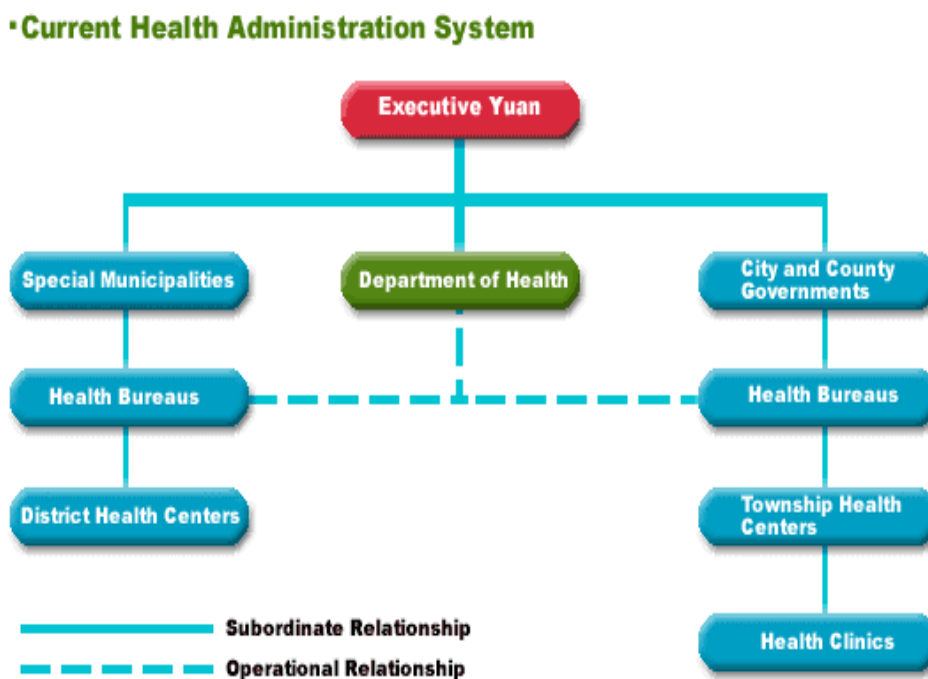 ·Current Health Administration System
Executive Yuan
Special Municipalities
Department of Health
City and County
Governments
Health Bureaus
Health Bureaus
District Health Centers
Township Health
Centers
Health Clinics
Subordinate Relationship
Operational Relationship